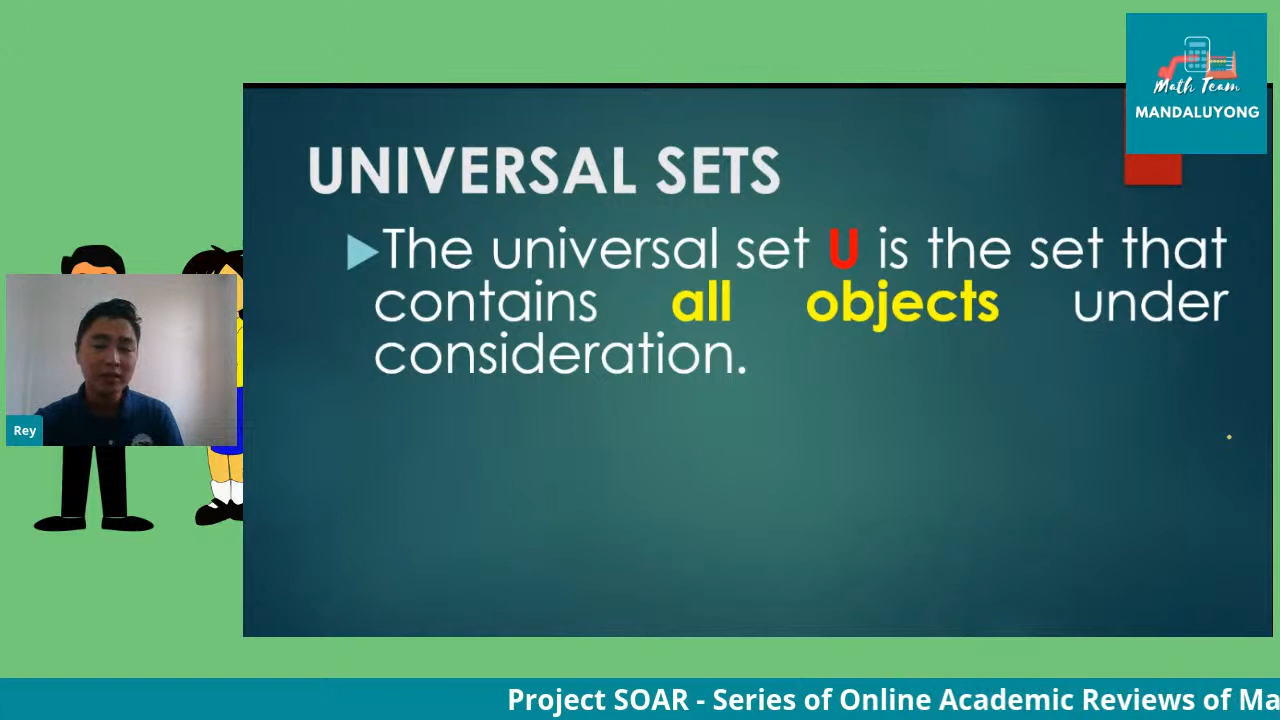 Math Team
MANDALUYONG
UNIVERSAL SETS
The universal set U is the set that
contains all objects under
consideration.
Rey
Project SOAR - Series of Online Academic Reviews of Ma